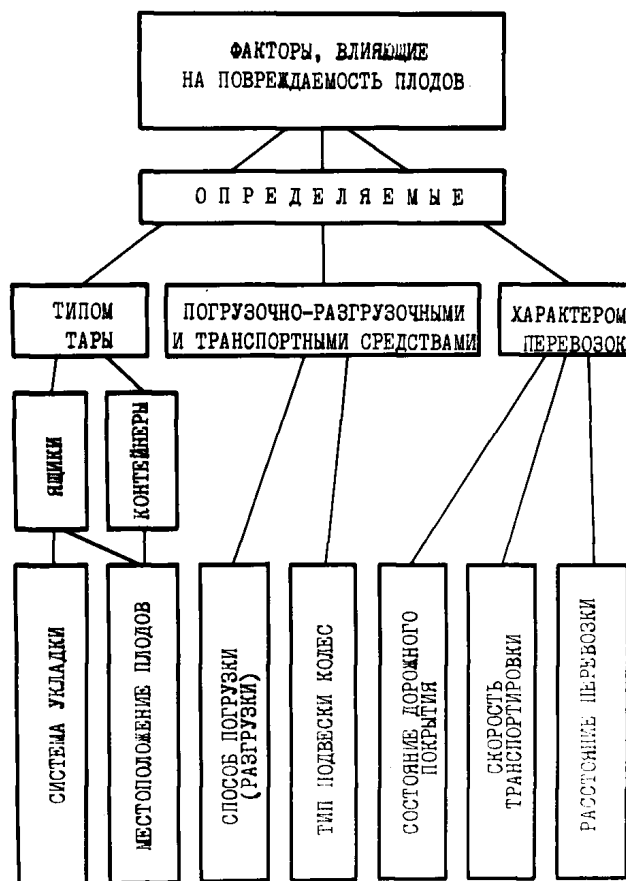 ФАКТОРЫ, ВЛИЯЮЩИЕ
НА ПОВРЕЖДАЕМОСТЬ ПЛОДОВ
ОПРЕДЕЛЯЕМЫЕ
ТИПОМ
ТАРЫ
ПОГРУЗОЧНО-РАЗГРУЗОЧНЫМИ
И ТРАНСПОРТНЫМИ СРЕДСТВАМИ
ХАРАКТЕРОМ
ПЕРЕВОЗОК
ЯЩИКИ
КОНТЕЙНЕРЫ
СИСТЕМА УКЛАДКИ
МЕСТОПОЛОЖЕНИЕ ПЛОДОВ
СПОСОБ ПОГРУЗКИ
(РАЗГРУЗКИ)
ТИП ПОДВЕСКИ КОЛЕС
СОСТОЯНИЕ ДОРОЖНОГО
ПОКРЫТИЯ
СКОРОСТЬ
ТРАНСПОРТИРОВКИ
РАССТОЯНИЕ ПЕРЕВОЗКИ